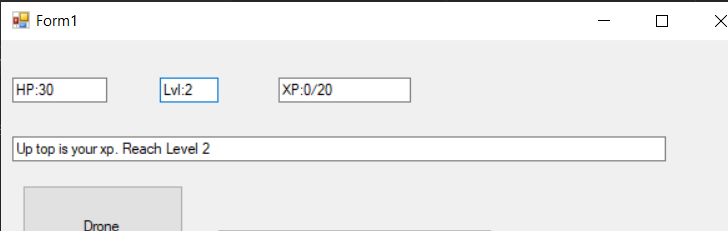 Form1
HP:30 Lvl:2 XP:0/20
Up top is your xp. Reach Level 2
Drone